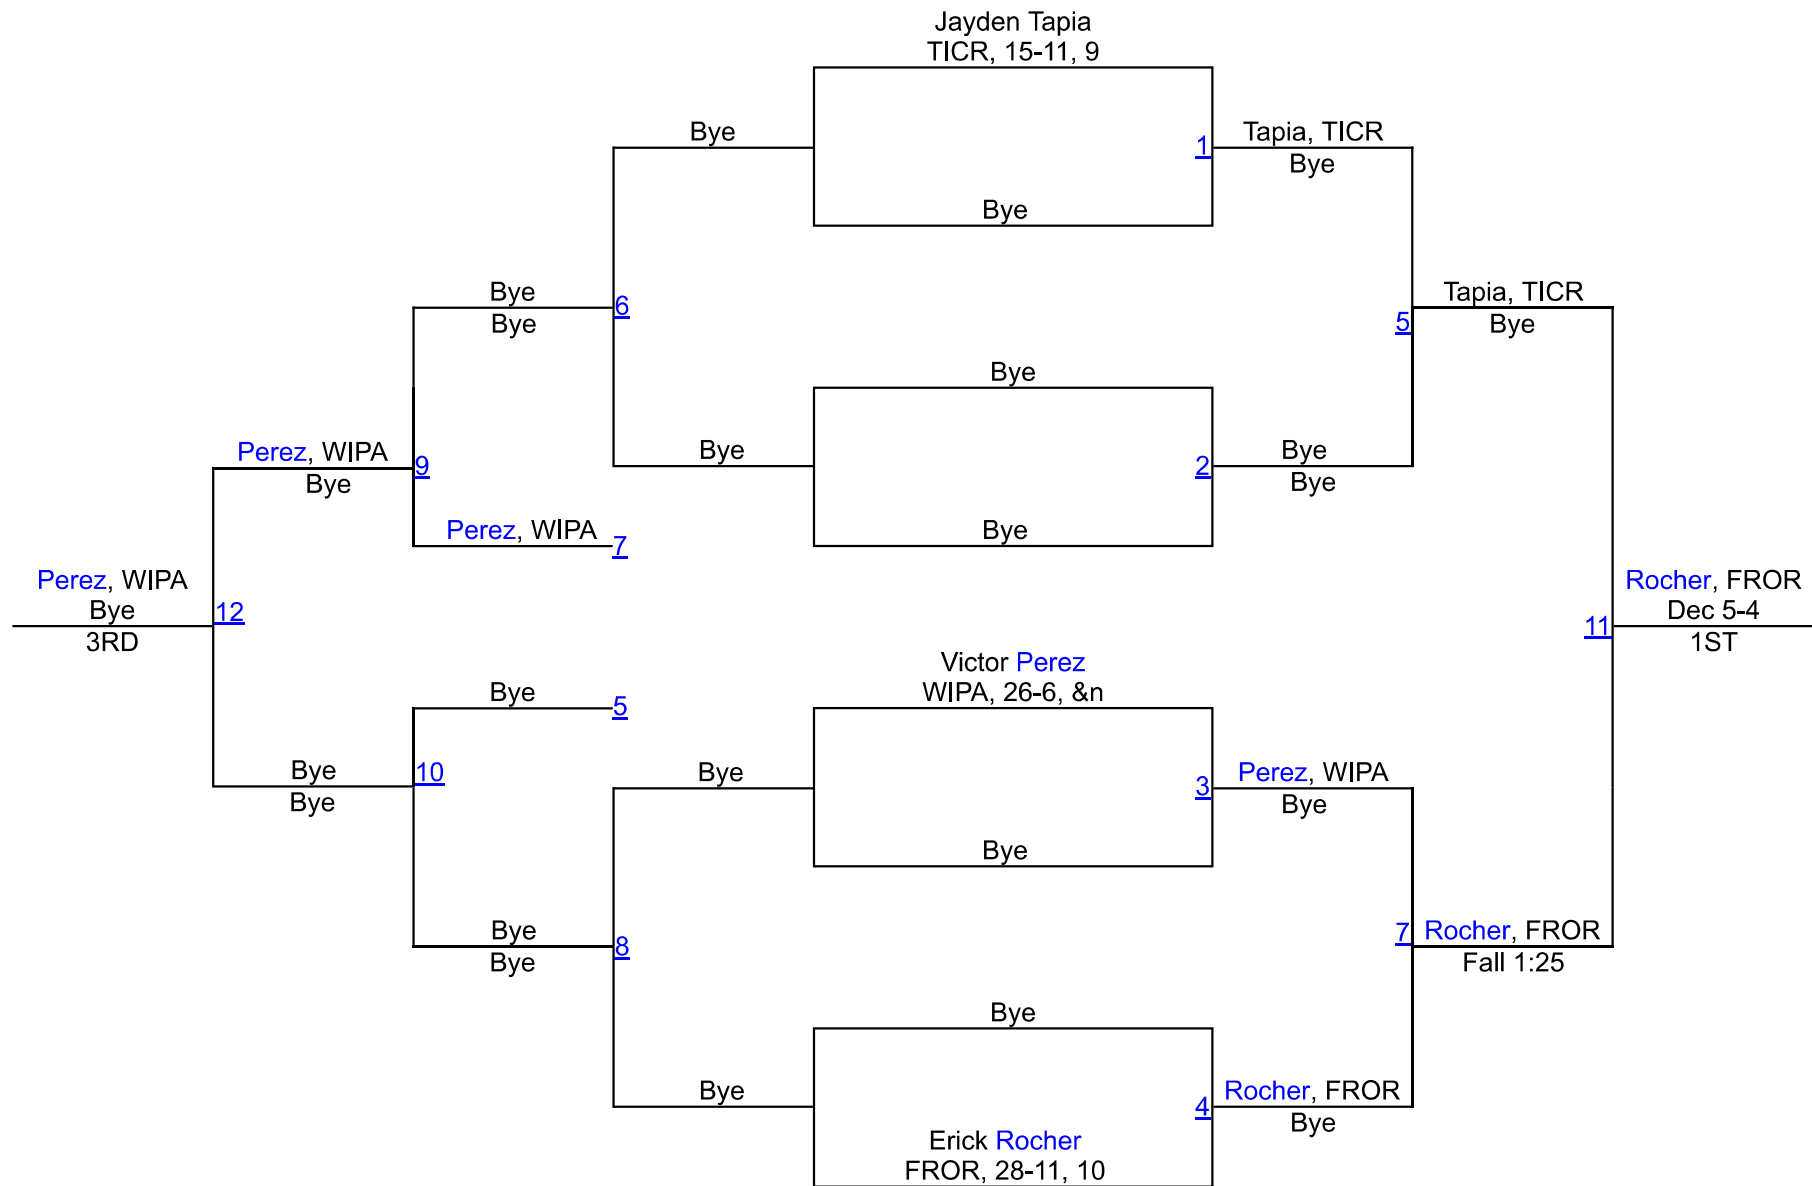 Jayden Tapia
TICR, 15-11, 9
Bye
1
Tapia, TICR
Bye
Bye
Bye
Bye
6
Tapia, TICR
5
Bye
Bye
Perez, WIPA
Bye
9
Bye
2
Bye
Bye
Perez, WIPA
7
Bye
Perez, WIPA
Bye
12
3RD
Rocher, FROR
Dec 5-4
11
1ST
Victor Perez
WIPA, 26-6, &n
Bye
5
Bye
Bye
10
Bye
3
Perez, WIPA
Bye
Bye
Bye
Bye
8
7
Rocher, FROR
Fall 1:25
Bye
Bye
4
Rocher, FROR
Bye
Erick Rocher
FROR, 28-11, 10